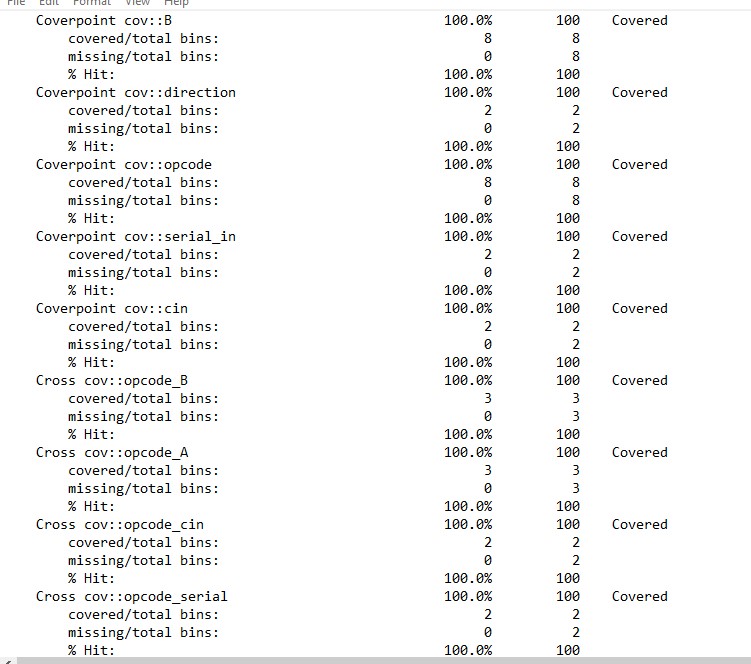 File Edit Format View Help
Coverpoint cov::B 100.0% 100 Covered
covered/total bins: 8 8
missing/total bins: 0 8
% Hit: 100.0% 100
Coverpoint cov::direction 100.0% 100 Covered
covered/total bins: 2 2
missing/total bins: 0 2
% Hit: 100.0% 100
Coverpoint cov::opcode 100.0% 100 Covered
covered/total bins: 8 8
missing/total bins: 0 8
% Hit: 100.0% 100
Coverpoint cov::serial_in 100.0% 100 Covered
covered/total bins: 2 2
missing/total bins: 0 2
% Hit: 100.0% 100
Coverpoint cov::cin 100.0% 100 Covered
covered/total bins: 2 2
missing/total bins: 0 2
% Hit: 100.0% 100
Cross cov::opcode_B 100.0% 100 Covered
covered/total bins: 3 3
missing/total bins: 0 3
% Hit: 100.0% 100
Cross cov::opcode_A 100.0% 100 Covered
covered/total bins: 3 3
missing/total bins: 0 3
% Hit: 100.0% 100
Cross cov::opcode_cin 100.0% 100 Covered
covered/total bins: 2 2
missing/total bins: 0 2
% Hit: 100.0% 100
Cross cov::opcode_serial 100.0% 100 Covered
covered/total bins: 2 2
missing/total bins: 0 2
% Hit: 100.0% 100